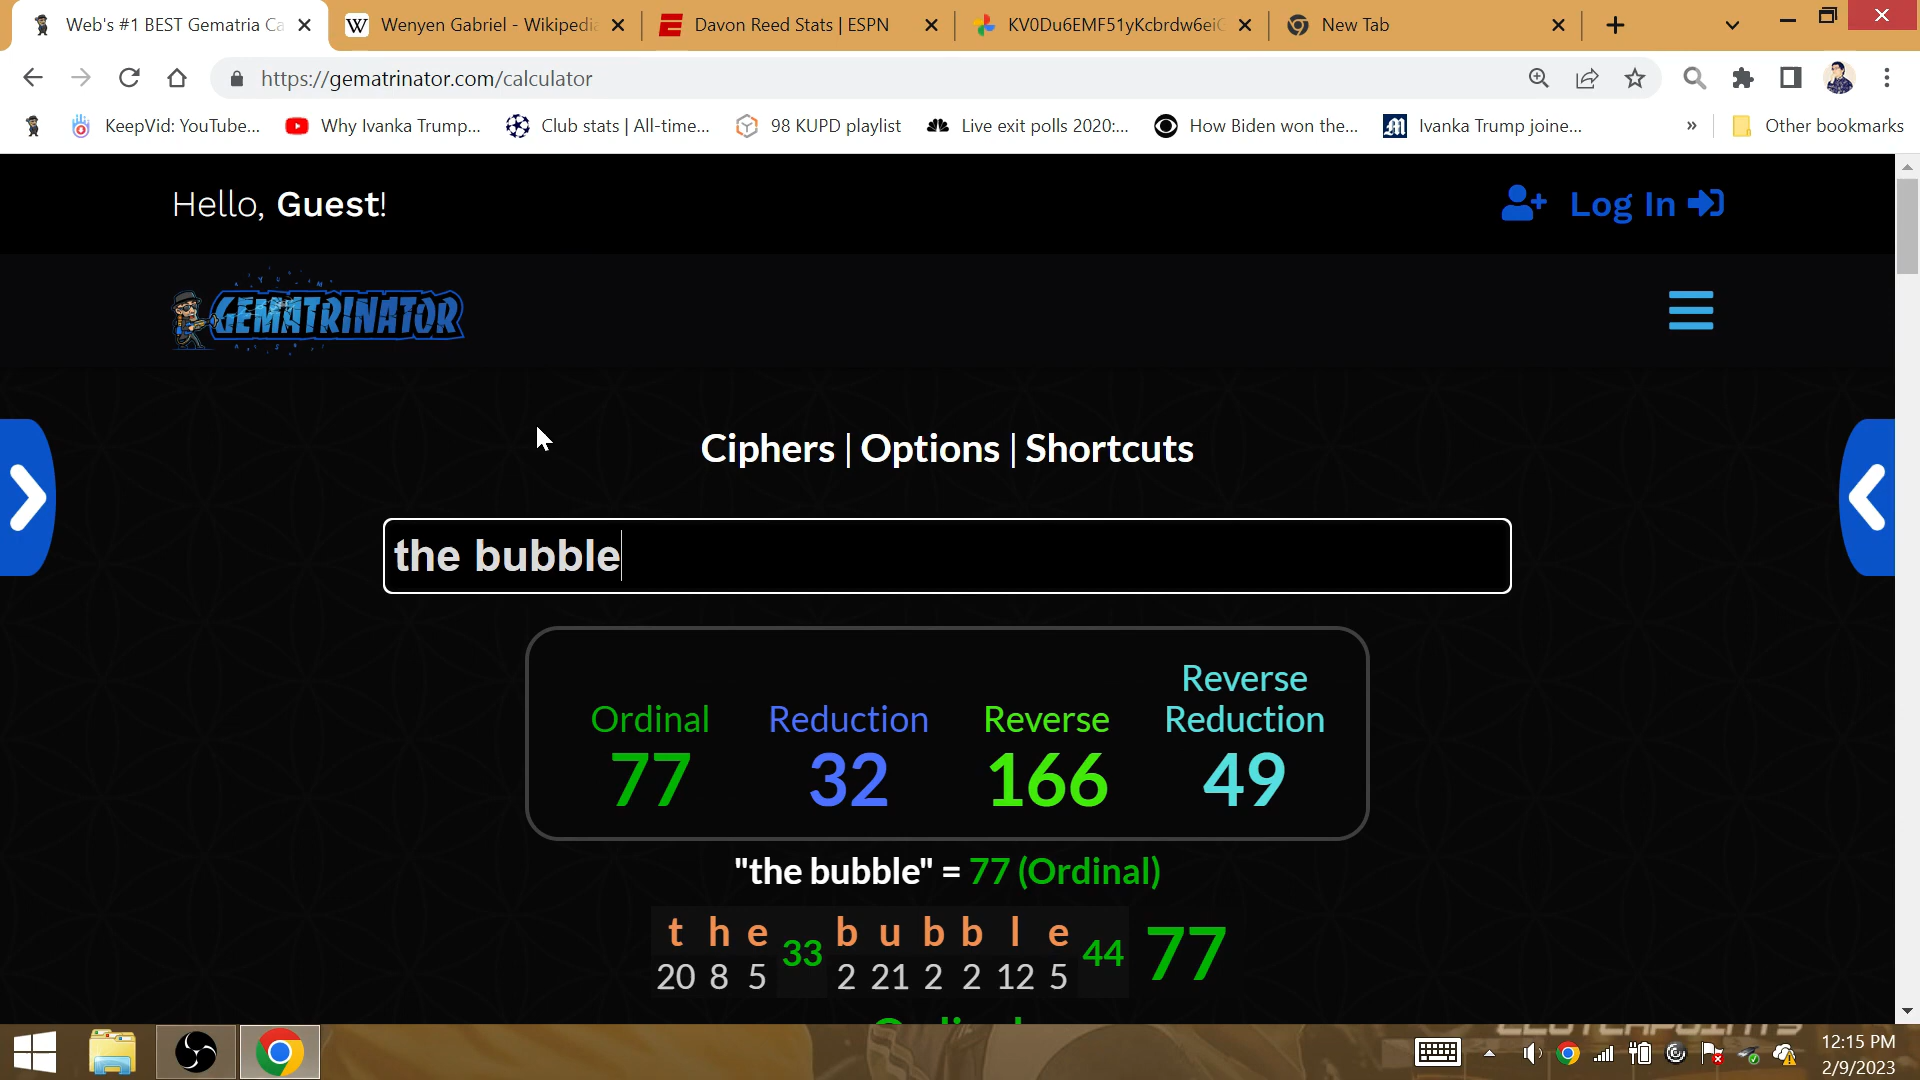 Web's #1 BEST Gematria Ca
Wenyen Gabriel - Wikipedia
Davon Reed Stats | ESPN
KV0Du6EMF51yKcbrdw6eiG
New Tab
https://gematrinator.com/calculator
KeepVid: YouTube...
Why Ivanka Trump...
Club stats | All-time...
98 KUPD playlist
Live exit polls 2020:...
How Biden won the...
Ivanka Trump joine...
»
Other bookmarks
Hello, Guest!
Log In
GEMATRINATOR
Ciphers | Options | Shortcuts
the bubble
Ordinal
Reduction
Reverse
Reverse Reduction
77
32
166
49
"the bubble" = 77 (Ordinal)
t h e 33 b u b b l e 44 77
20 8 5 2 21 2 2 12 5
CLUTCHPOINTS
12:15 PM
2/9/2023